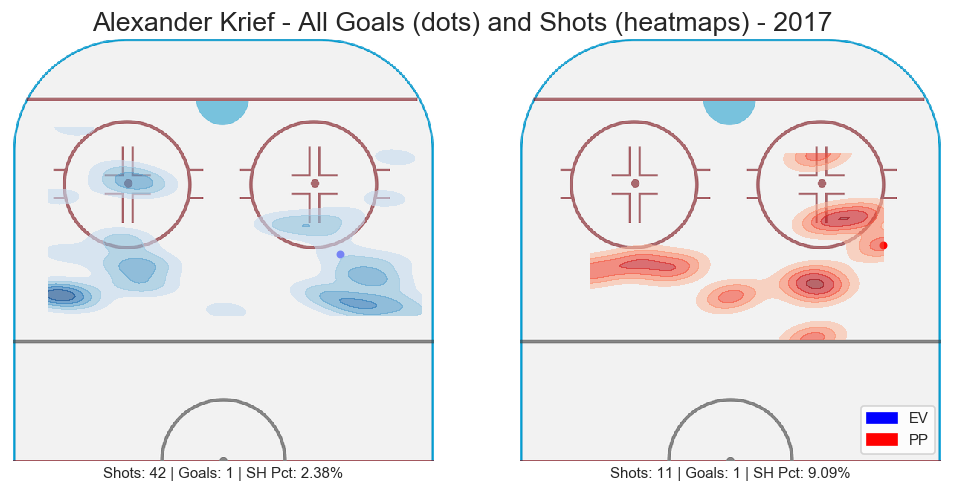 Alexander Krief - All Goals (dots) and Shots (heatmaps) - 2017
EV
PP
Shots: 42 | Goals: 1 | SH Pct: 2.38%
Shots: 11 | Goals: 1 | SH Pct: 9.09%